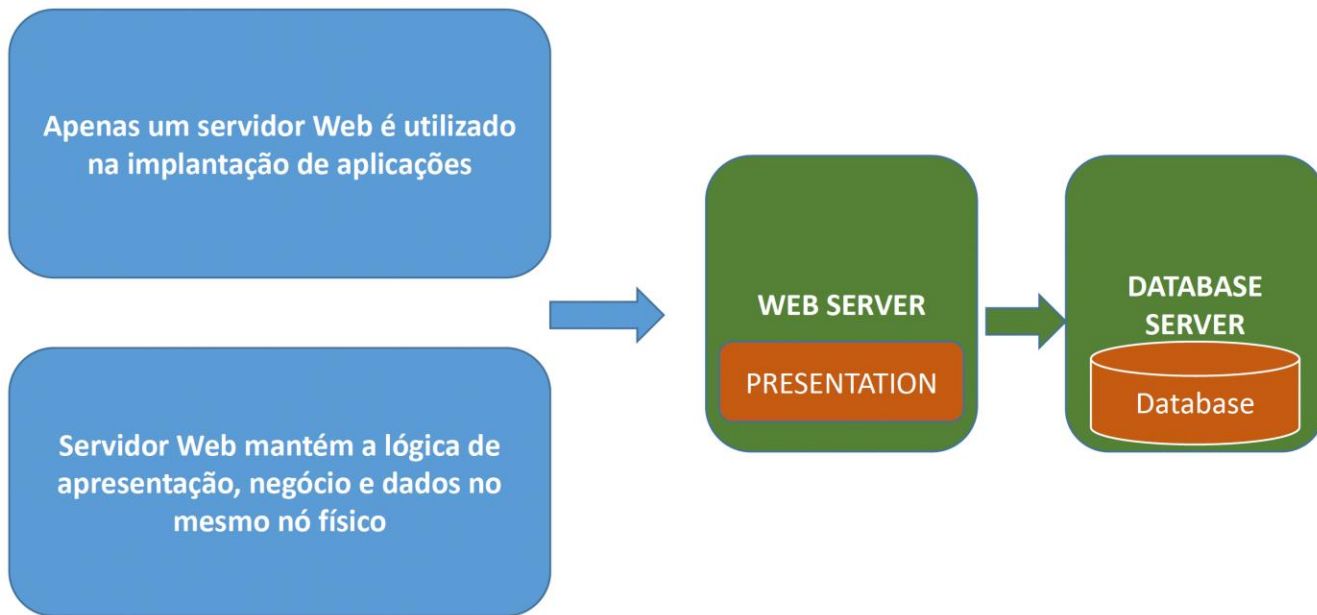 Apenas um servidor Web é utilizado
na implantação de aplicações
Servidor Web mantém a lógica de
apresentação, negócio e dados no
mesmo nó físico
WEB SERVER
PRESENTATION
DATABASE
SERVER
Database